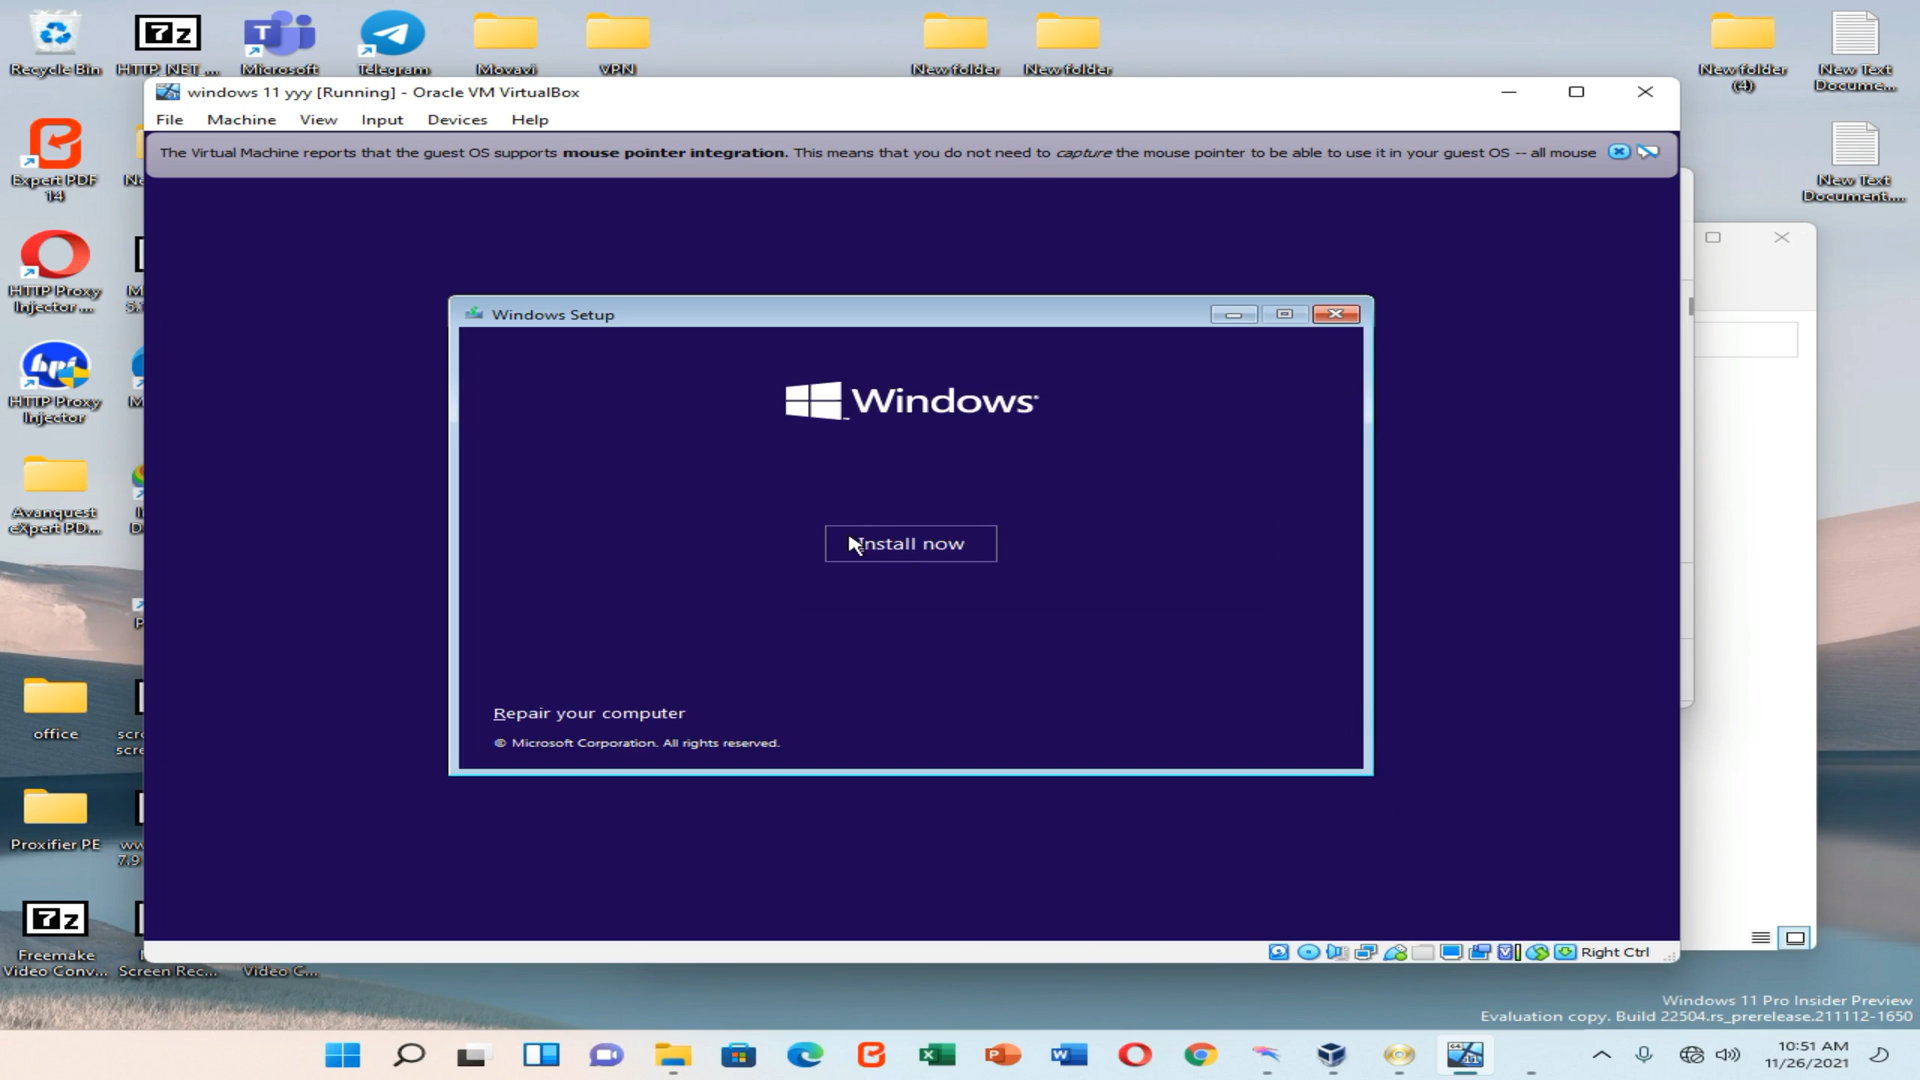 Recycle Bin
HTTP_NET_...
Microsoft
Telegram
Movavi
VPN
New folder
New folder
New folder
(4)
New Text
Docume...
windows 11 yyy [Running] - Oracle VM VirtualBox
File
Machine
View
Input
Devices
Help
The Virtual Machine reports that the guest OS supports mouse pointer integration. This means that you do not need to capture the mouse pointer to be able to use it in your guest OS -- all mouse
Expert PDF
14
New Text
Document....
HTTP Proxy
Injector ...
Windows Setup
Windows
HTTP Proxy
Injector
Install now
Avanquest
eXpert PD...
office
Repair your computer
© Microsoft Corporation. All rights reserved.
Proxifier PE
7.9
Freemake
Video Conv...
Screen Rec...
Video C...
Right Ctrl
Windows 11 Pro Insider Preview
Evaluation copy. Build 22504.rs_prerelease.211112-1650
10:51 AM
11/26/2021